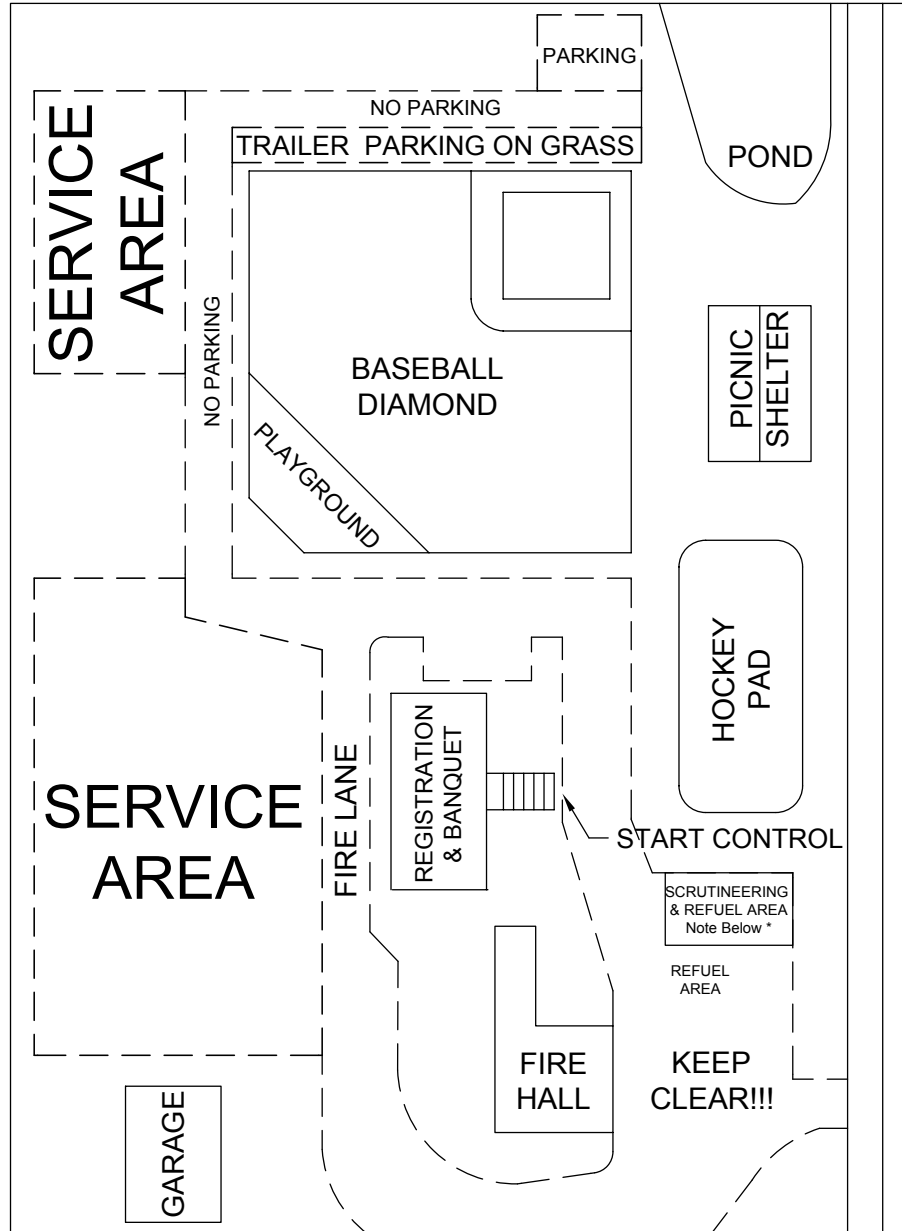 PARKING
NO PARKING
TRAILER PARKING ON GRASS
SERVICE
AREA
POND
NO PARKING
BASEBALL
DIAMOND
PICNIC
SHELTER
PLAYGROUND
HOCKEY
PAD
REGISTRATION
& BANQUET
FIRE LANE
SERVICE
AREA
START CONTROL
SCRUTINEERING
& REFUEL AREA
Note Below *
REFUEL
AREA
FIRE
HALL
KEEP
CLEAR!!!
GARAGE